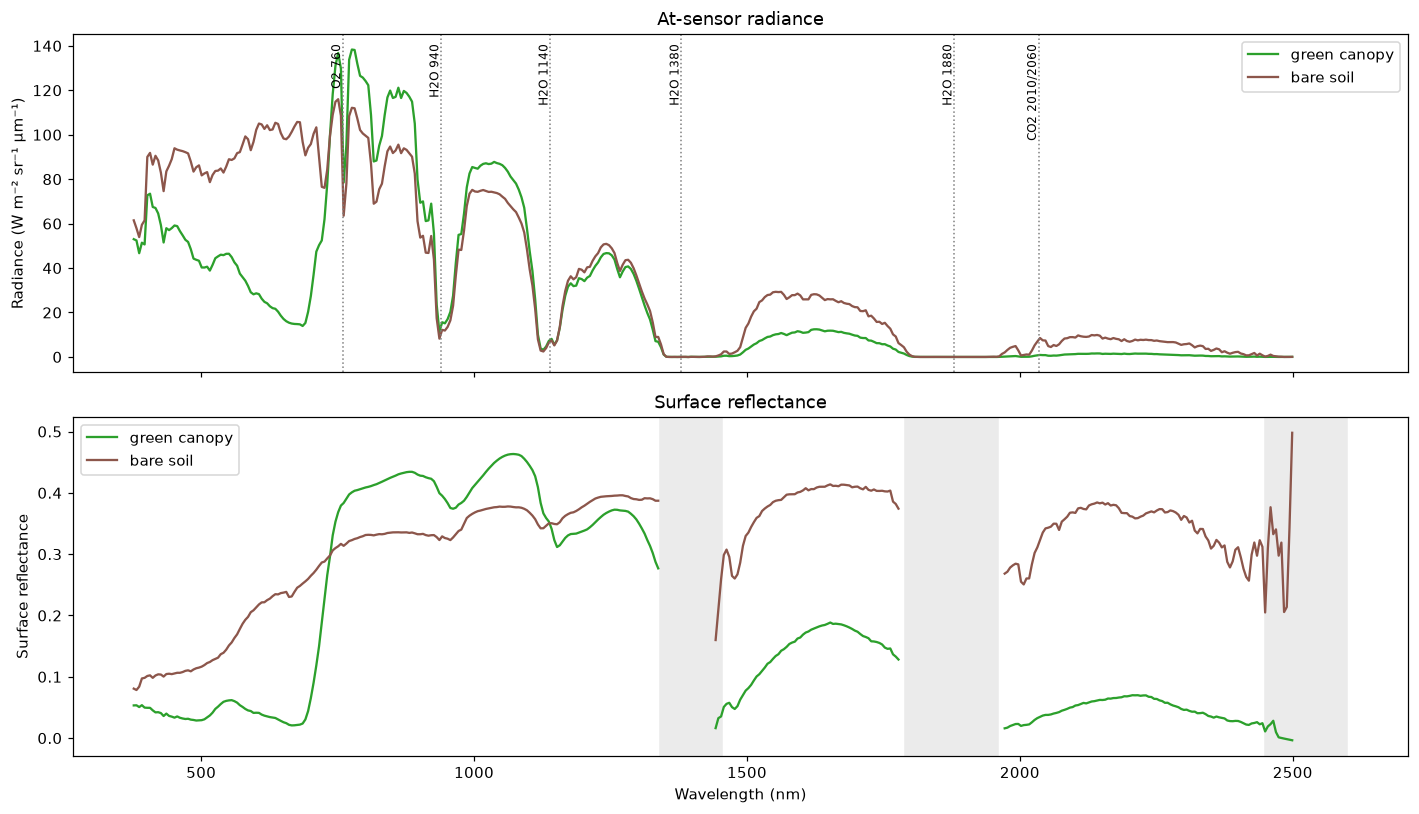 At-sensor radiance
Radiance (W m⁻² sr⁻¹ μm⁻¹)
140
120
100
80
60
40
20
0
O2 760
H2O 940
H2O 1140
H2O 1380
H2O 1880
CO2 2010/2060
green canopy
bare soil
Surface reflectance
Surface reflectance
0.5
0.4
0.3
0.2
0.1
0.0
green canopy
bare soil
500
1000
1500
2000
2500
Wavelength (nm)